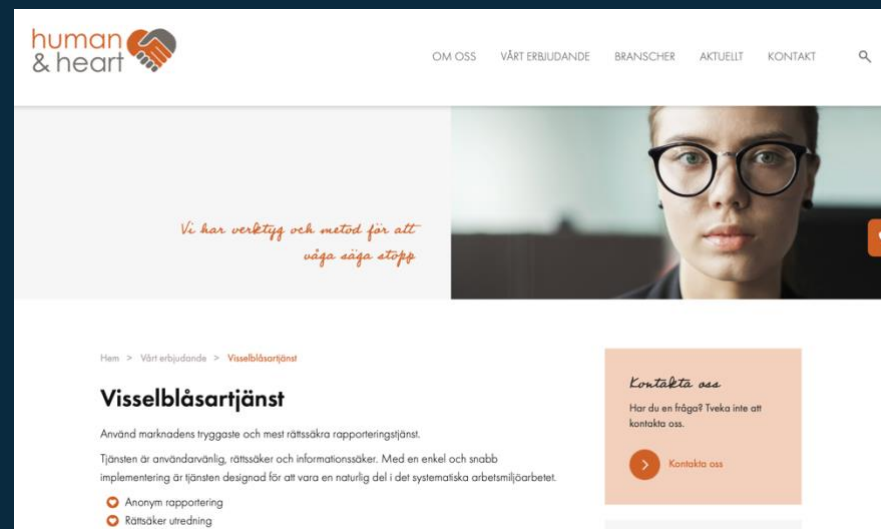 human
& heart
OM OSS VÅRT ERBJUDANDE BRANSCHER AKTUELLT KONTAKT
Vi har verktyg och metod för att
våga säga stopp
Hem > Vårt erbjudande > Visselblåsartjänst
Visselblåsartjänst
Använd marknadens tryggaste och mest rättssäkra rapporteringstjänst.
Tjänsten är användarvänlig, rättssäker och informationssäker. Med en enkel och snabb
implementering är tjänsten designad för att vara en naturlig del i det systematiska arbetsmiljöarbetet.
Anonym rapportering
Rättsäker utredning
Kontakta oss
Har du en fråga? Tveka inte att
kontakta oss.
Kontakta oss